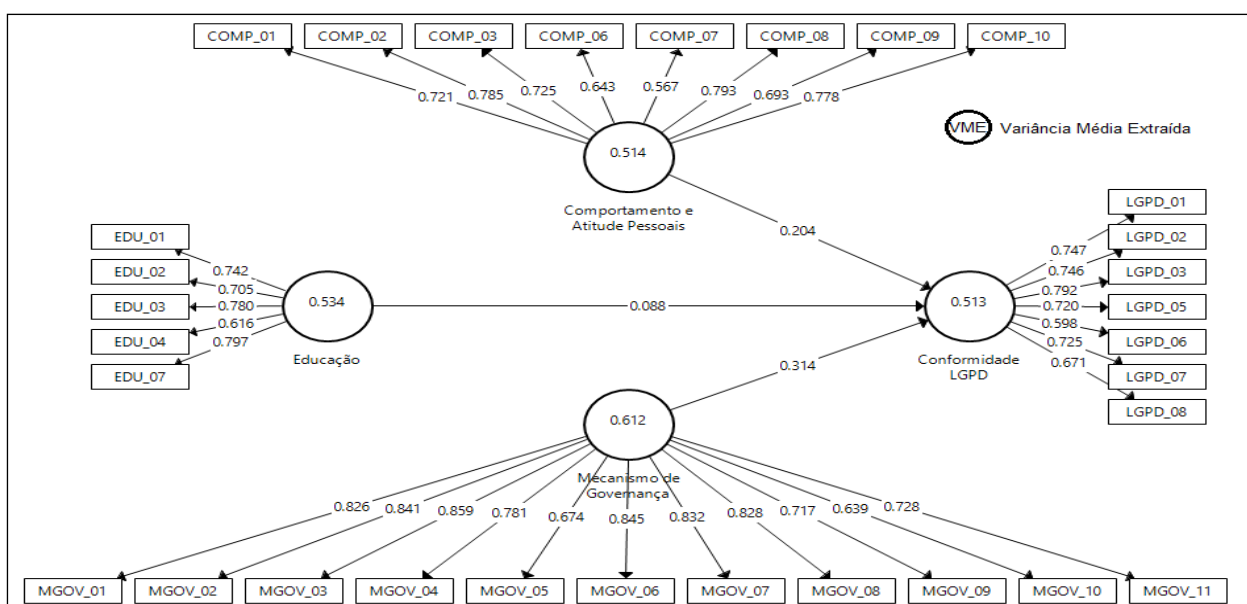 COMP_01 COMP_02 COMP_03 COMP_06 COMP_07 COMP_08 COMP_09 COMP_10
0.721 0.785 0.725 0.643 0.567 0.793 0.693 0.778
VME Variância Média Extraída
0.514
Comportamento e
Atitude Pessoais
0.204
EDU_01
EDU_02
EDU_03
EDU_04
EDU_07
0.742
0.705
0.780
0.616
0.797
0.534
Educação
0.088
0.513
Conformidade
LGPD
0.747
0.746
0.792
0.720
0.598
0.725
0.671
LGPD_01
LGPD_02
LGPD_03
LGPD_05
LGPD_06
LGPD_07
LGPD_08
0.314
0.612
Mecanismo de
Governança
0.826 0.841 0.859 0.781 0.674 0.845 0.832 0.828 0.717 0.639 0.728
MGOV_01 MGOV_02 MGOV_03 MGOV_04 MGOV_05 MGOV_06 MGOV_07 MGOV_08 MGOV_09 MGOV_10 MGOV_11